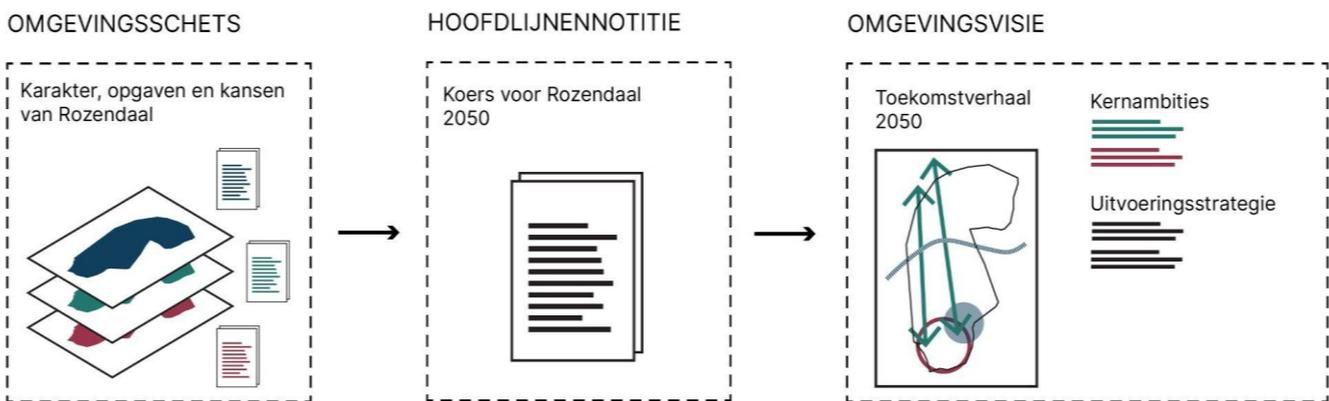 OMGEVINGSSCHETS
Karakter, opgaven en kansen
van Rozendaal
HOOFDLIJNENNOTITIE
Koers voor Rozendaal
2050
OMGEVINGSVISIE
Toekomstverhaal
2050
Kernambities
Uitvoeringsstrategie